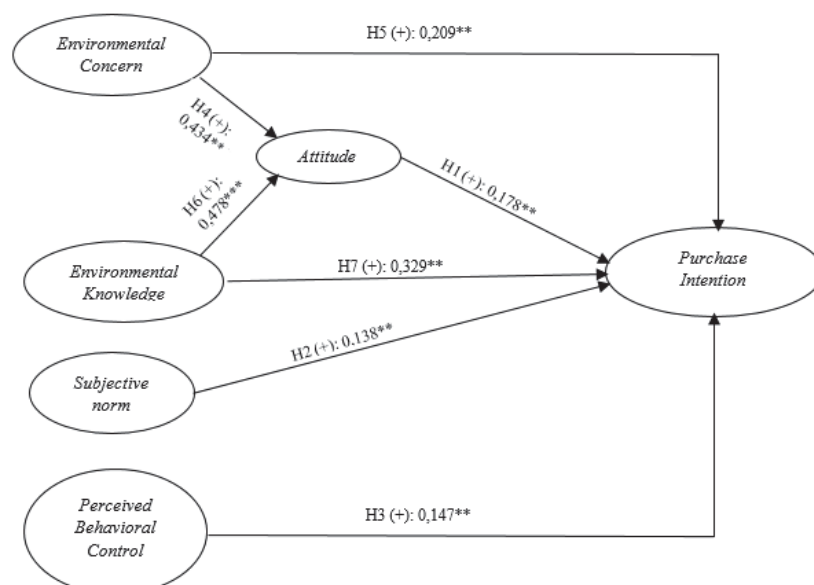 Environmental
Concern
H5 (+): 0,209**
H4 (+):
0,434**
Attitude
H1 (+): 0,178**
H6 (+):
0,478***
Environmental
Knowledge
H7 (+): 0,329**
Purchase
Intention
H2 (+): 0.138**
Subjective
norm
Perceived
Behavioral
Control
H3 (+): 0,147**